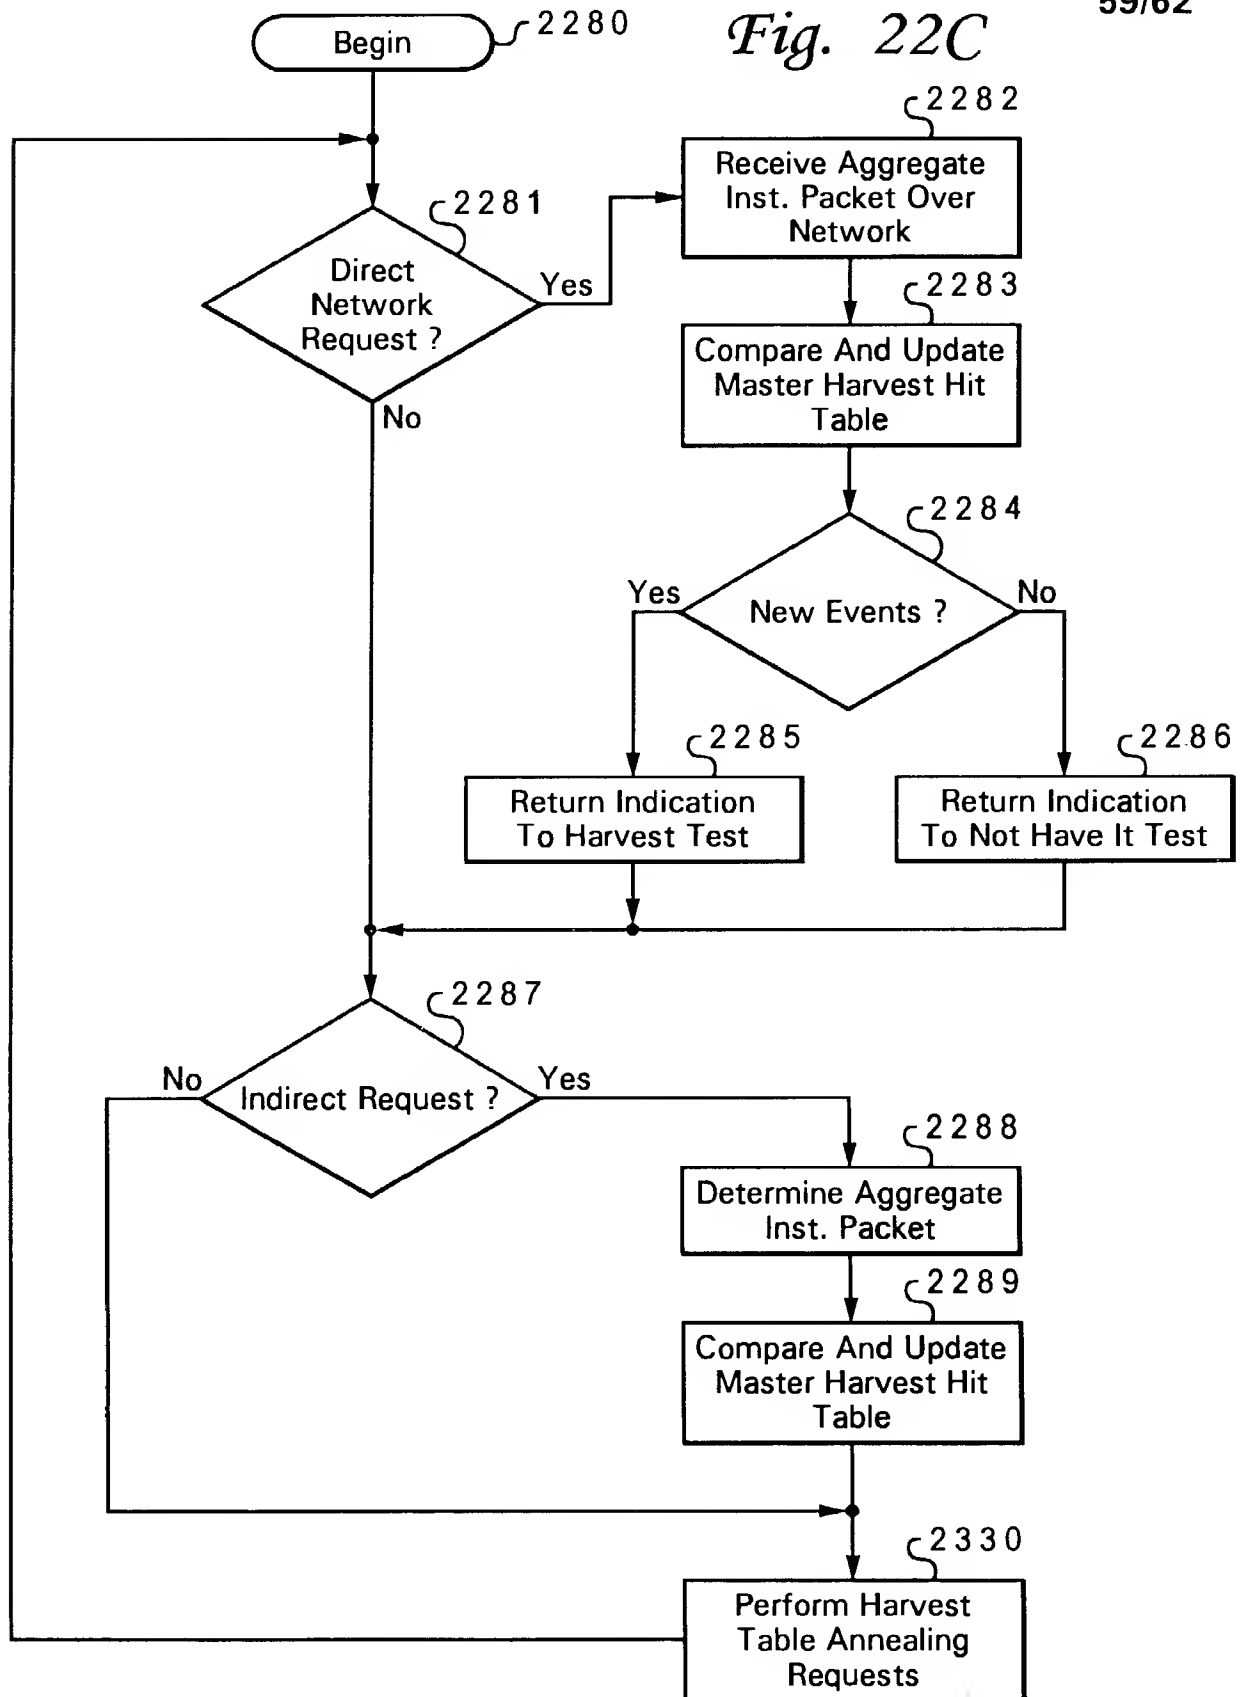 59/62
Fig. 22C
Begin
2280
2281
Direct
Network
Request ?
Yes
No
2282
Receive Aggregate
Inst. Packet Over
Network
2283
Compare And Update
Master Harvest Hit
Table
2284
New Events ?
Yes
No
2285
Return Indication
To Harvest Test
2286
Return Indication
To Not Have It Test
2287
Indirect Request ?
No
Yes
2288
Determine Aggregate
Inst. Packet
2289
Compare And Update
Master Harvest Hit
Table
2330
Perform Harvest
Table Annealing
Requests